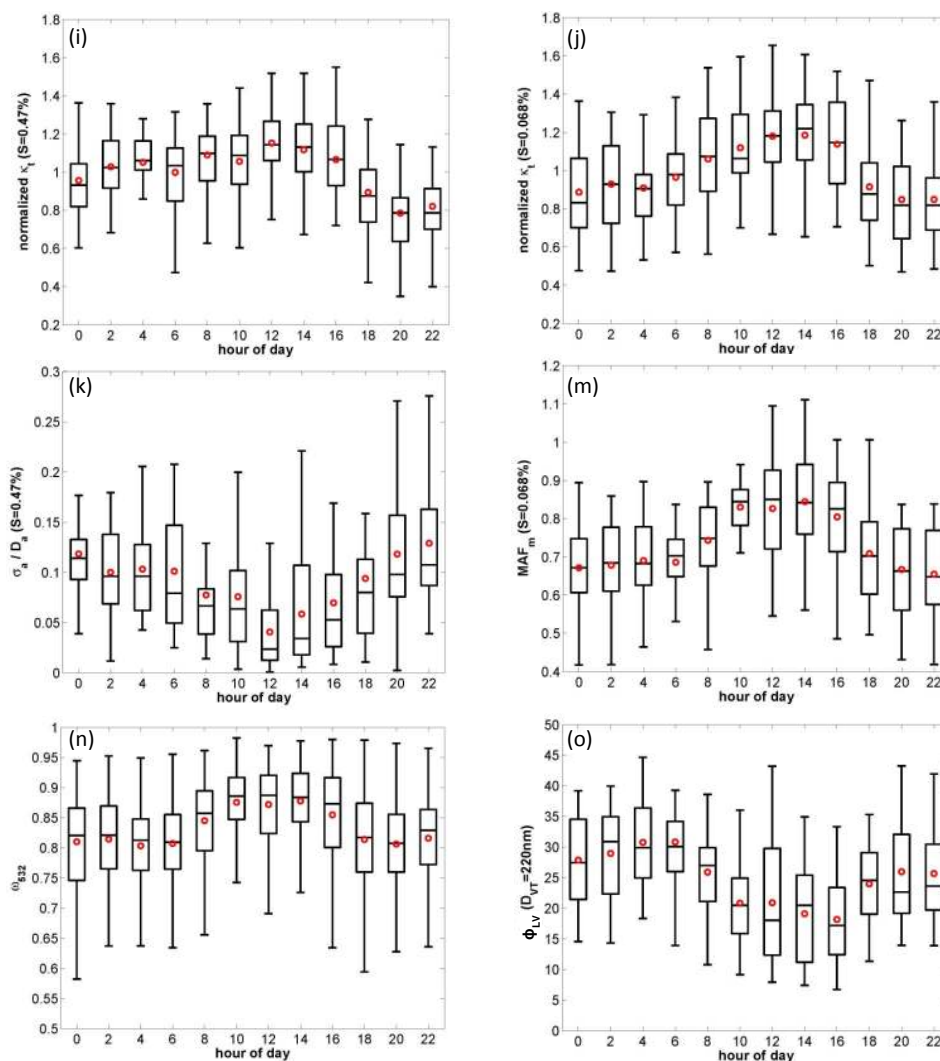 (i)
normalized κt (S=0.47%)
1.8
1.6
1.4
1.2
1.0
0.8
0.6
0.4
0.2
0 2 4 6 8 10 12 14 16 18 20 22
hour of day
(j)
normalized κt (S=0.068%)
1.8
1.6
1.4
1.2
1.0
0.8
0.6
0.4
0.2
0 2 4 6 8 10 12 14 16 18 20 22
hour of day
(k)
σa / Da (S=0.47%)
0.3
0.25
0.2
0.15
0.1
0.05
0
0 2 4 6 8 10 12 14 16 18 20 22
hour of day
(m)
MAFm (S=0.068%)
1.2
1.1
1
0.9
0.8
0.7
0.6
0.5
0.4
0 2 4 6 8 10 12 14 16 18 20 22
hour of day
(n)
ω532
1
0.95
0.9
0.85
0.8
0.75
0.7
0.65
0.6
0.55
0.5
0 2 4 6 8 10 12 14 16 18 20 22
hour of day
(o)
ϕLV (DVT=220nm)
50
45
40
35
30
25
20
15
10
5
0
0 2 4 6 8 10 12 14 16 18 20 22
hour of day